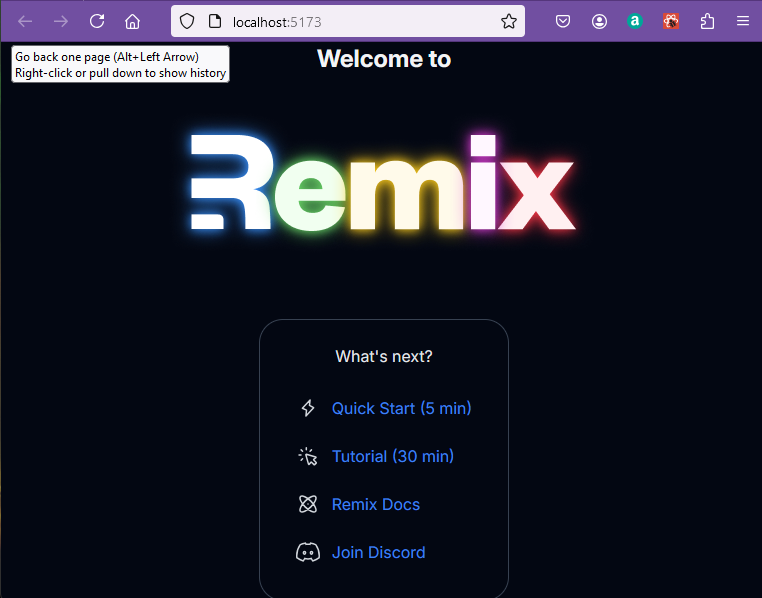 localhost:5173
Go back one page (Alt+Left Arrow)
Right-click or pull down to show history
Welcome to
Remix
What's next?
Quick Start (5 min)
Tutorial (30 min)
Remix Docs
Join Discord